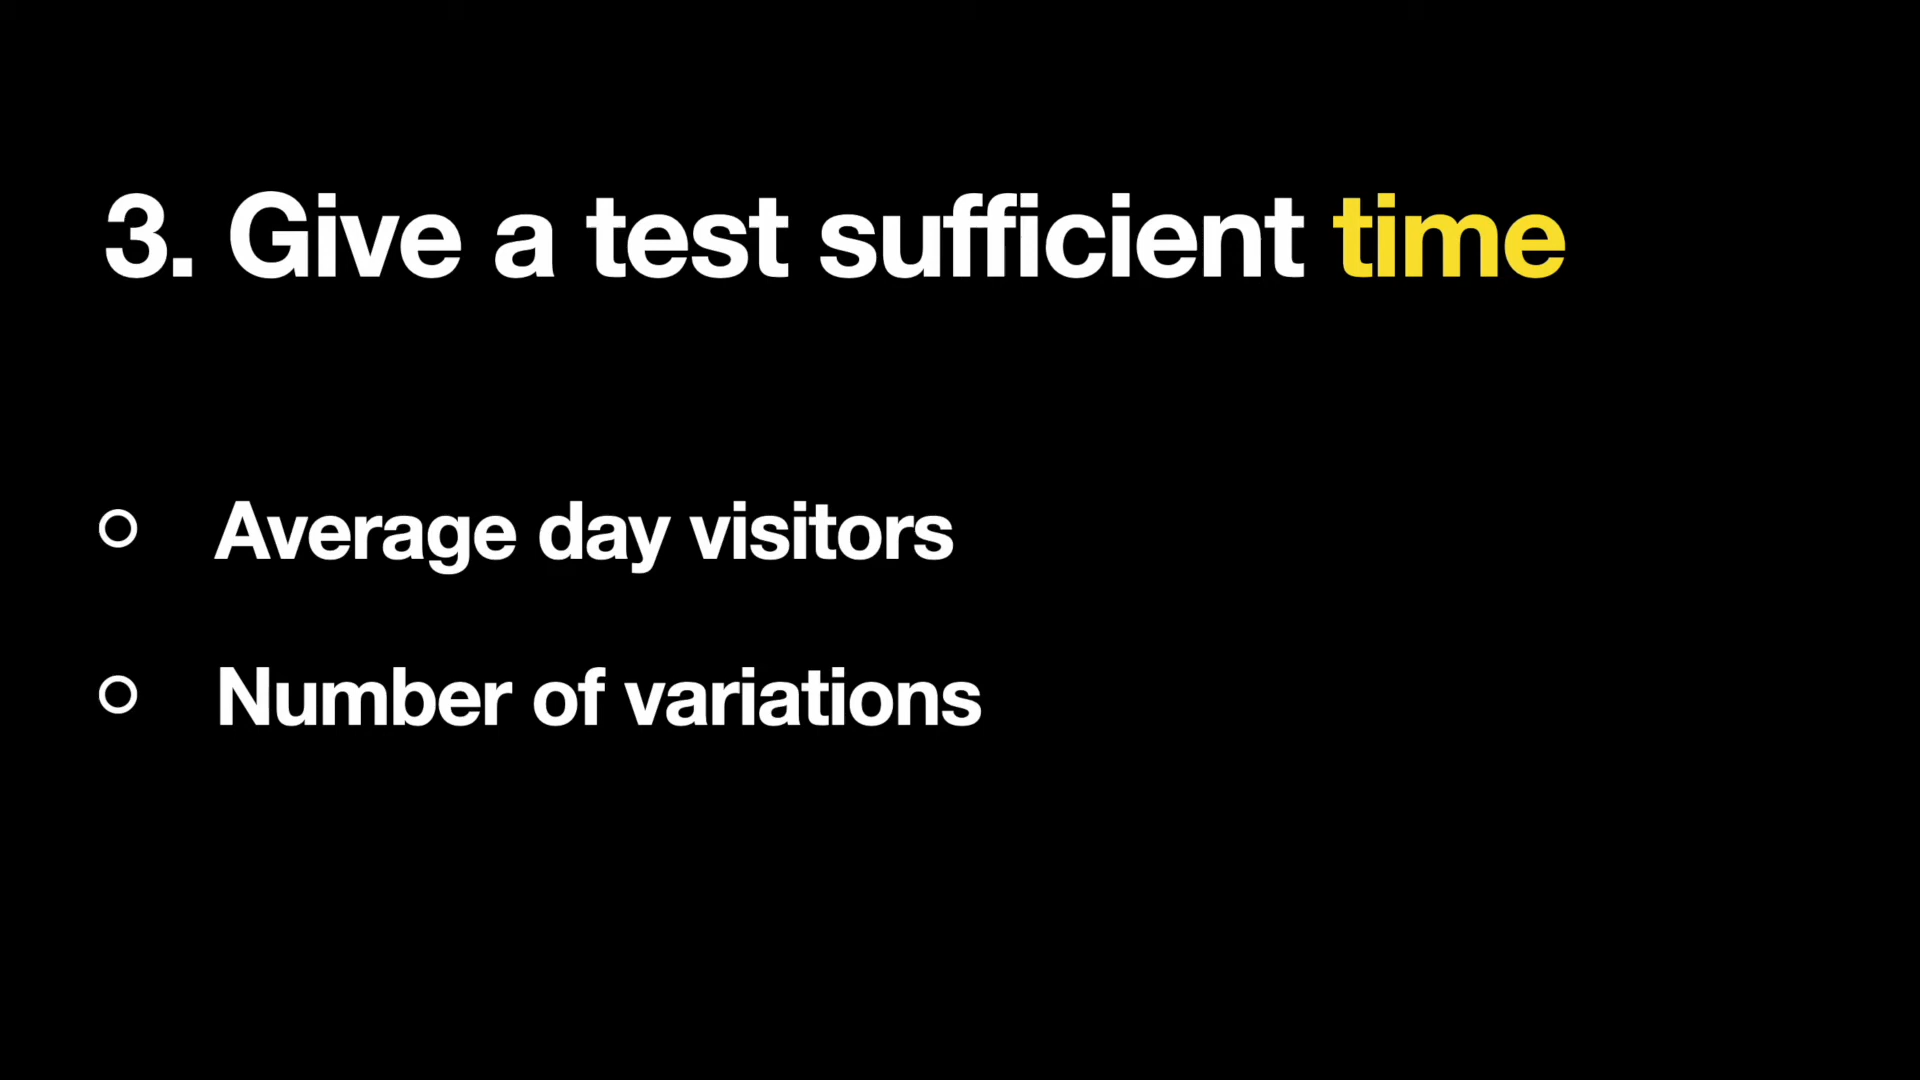 3. Give a test sufficient time
Average day visitors
Number of variations